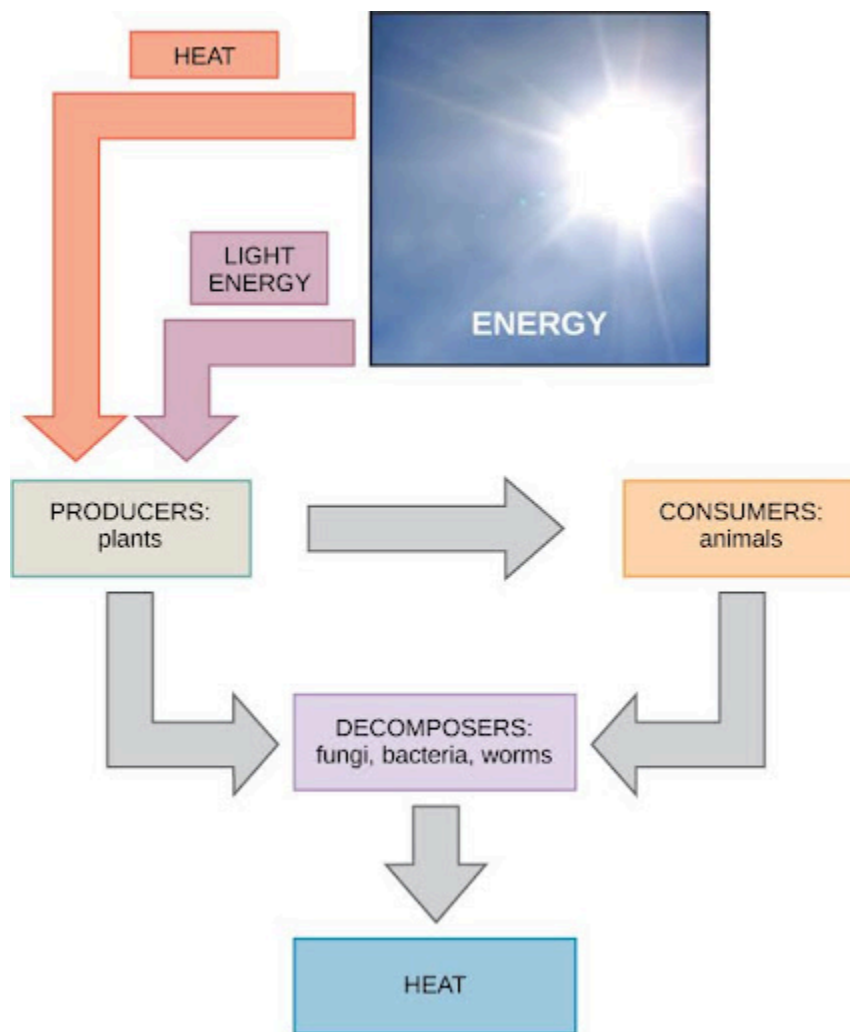 HEAT
LIGHT
ENERGY
ENERGY
PRODUCERS:
plants
CONSUMERS:
animals
DECOMPOSERS:
fungi, bacteria, worms
HEAT